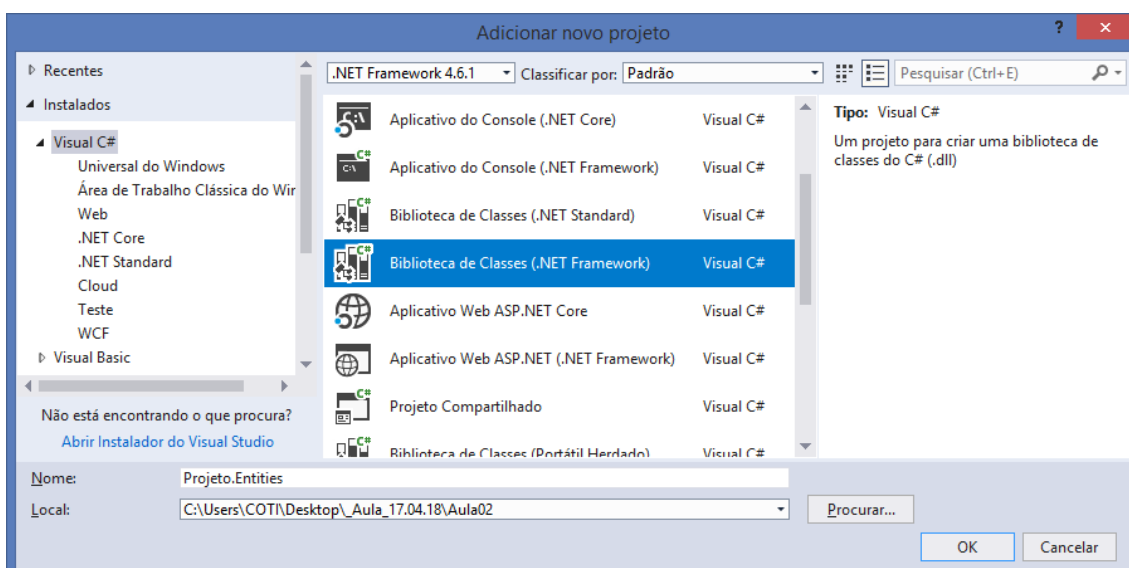 Adicionar novo projeto
?
Recentes
Instalados
Visual C#
Universal do Windows
Área de Trabalho Clássica do Wir
Web
.NET Core
.NET Standard
Cloud
Teste
WCF
Visual Basic
Não está encontrando o que procura?
Abrir Instalador do Visual Studio
.NET Framework 4.6.1 Classificar por: Padrão
Aplicativo do Console (.NET Core) Visual C#
Aplicativo do Console (.NET Framework) Visual C#
Biblioteca de Classes (.NET Standard) Visual C#
Biblioteca de Classes (.NET Framework) Visual C#
Aplicativo Web ASP.NET Core Visual C#
Aplicativo Web ASP.NET (.NET Framework) Visual C#
Projeto Compartilhado Visual C#
Biblioteca de Classes (Portátil Herdado) Visual C#
Pesquisar (Ctrl+E)
Tipo: Visual C#
Um projeto para criar uma biblioteca de
classes do C# (.dll)
Nome: Projeto.Entities
Local: C:\Users\COTI\Desktop\_Aula_17.04.18\Aula02 Procurar...
OK Cancelar